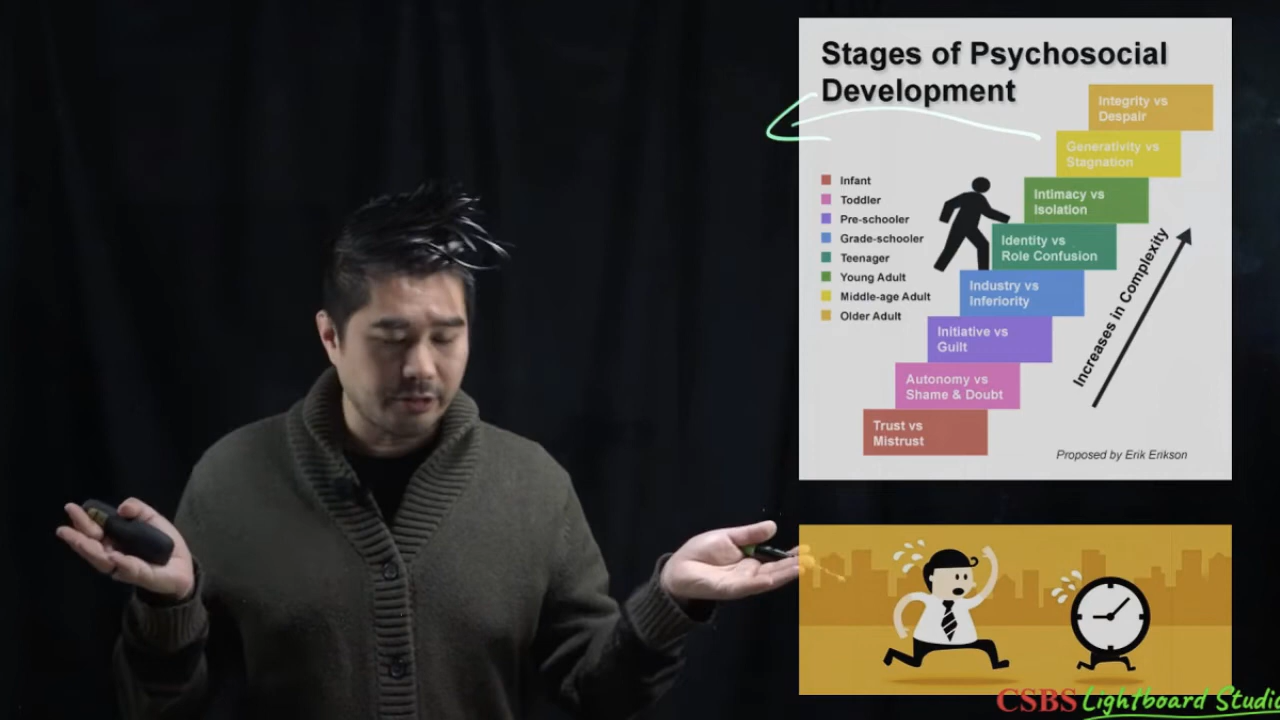 Stages of Psychosocial
Development
Integrity vs
Despair
Generativity vs
Stagnation
Intimacy vs
Isolation
Identity vs
Role Confusion
Industry vs
Inferiority
Initiative vs
Guilt
Autonomy vs
Shame & Doubt
Trust vs
Mistrust
Infant
Toddler
Pre-schooler
Grade-schooler
Teenager
Young Adult
Middle-age Adult
Older Adult
Increases in Complexity
Proposed by Erik Erikson
CSBS Lightboard Studio